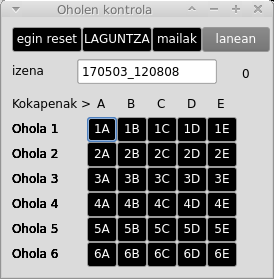 Oholen kontrola
egin reset LAGUNTZA mailak lanean
izena 170503_120808 0
Kokapenak > A B C D E
Ohola 1 1A 1B 1C 1D 1E
Ohola 2 2A 2B 2C 2D 2E
Ohola 3 3A 3B 3C 3D 3E
Ohola 4 4A 4B 4C 4D 4E
Ohola 5 5A 5B 5C 5D 5E
Ohola 6 6A 6B 6C 6D 6E